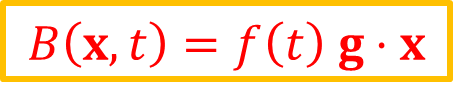 B(x, t) = f(t) g · x